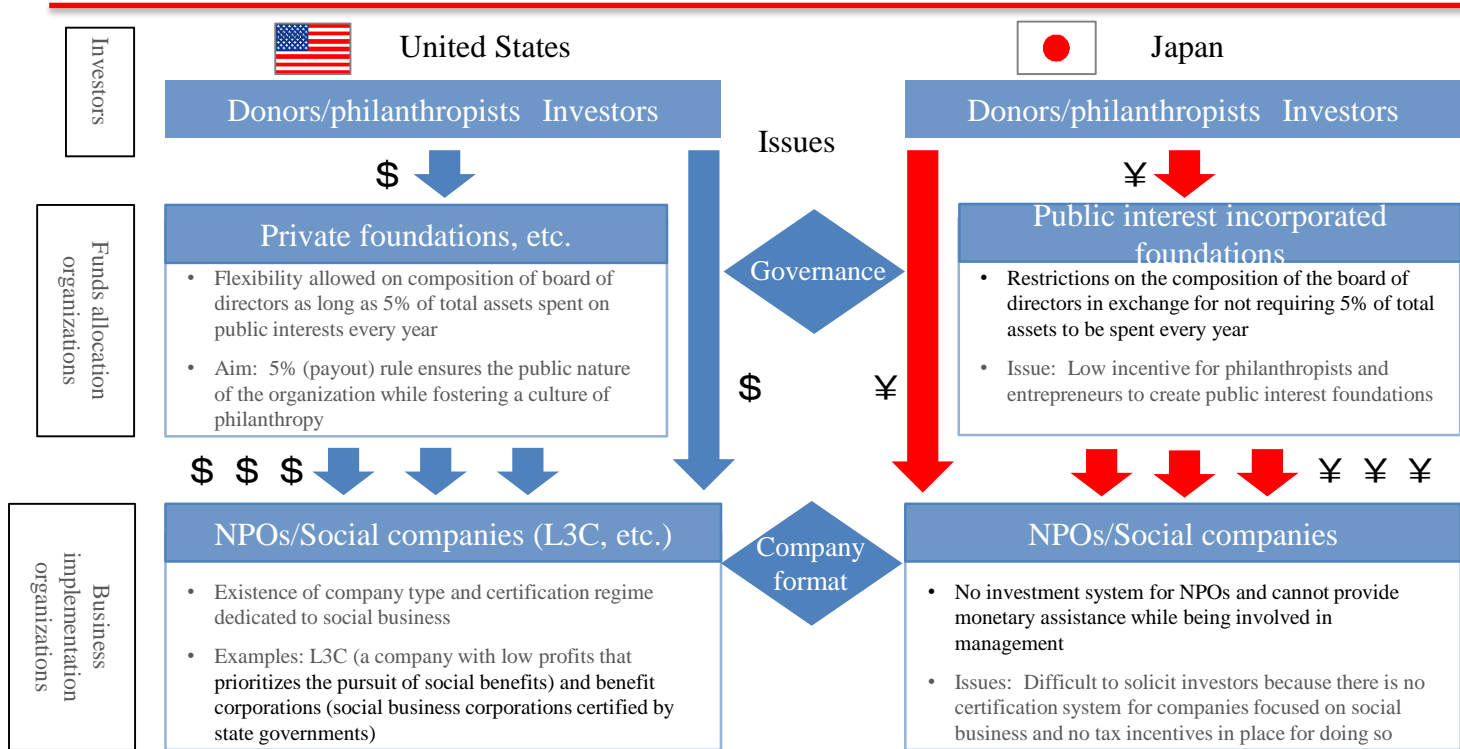 United States
Japan
Investors
Donors/philanthropists Investors
Donors/philanthropists Investors
Issues
$
¥
Funds allocation
organizations
Private foundations, etc.
• Flexibility allowed on composition of board of
directors as long as 5% of total assets spent on
public interests every year
• Aim: 5% (payout) rule ensures the public nature
of the organization while fostering a culture of
philanthropy
Governance
Public interest incorporated
foundations
• Restrictions on the composition of the board of
directors in exchange for not requiring 5% of total
assets to be spent every year
• Issue: Low incentive for philanthropists and
entrepreneurs to create public interest foundations
$
¥
$ $ $
¥ ¥ ¥
Business
implementation
organizations
NPOs/Social companies (L3C, etc.)
• Existence of company type and certification regime
dedicated to social business
• Examples: L3C (a company with low profits that
prioritizes the pursuit of social benefits) and benefit
corporations (social business corporations certified by
state governments)
Company
format
NPOs/Social companies
• No investment system for NPOs and cannot provide
monetary assistance while being involved in
management
• Issues: Difficult to solicit investors because there is no
certification system for companies focused on social
business and no tax incentives in place for doing so